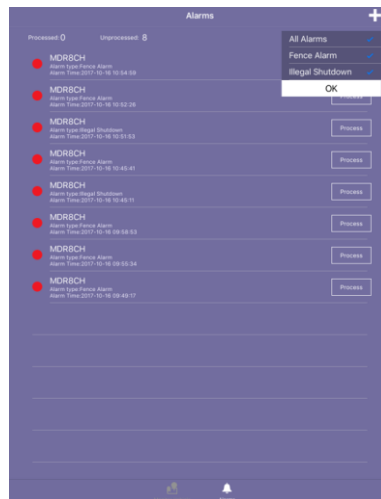 Alarms
Processed:0 Unprocessed: 8
All Alarms
Fence Alarm
Illegal Shutdown
OK
MDR8CH
Alarm type:Fence Alarm
Alarm Time:2017-10-16 10:54:59
MDR8CH
Alarm type:Fence Alarm
Alarm Time:2017-10-16 10:52:26
Process
MDR8CH
Alarm type:Illegal Shutdown
Alarm Time:2017-10-16 10:51:53
Process
MDR8CH
Alarm type:Fence Alarm
Alarm Time:2017-10-16 10:45:41
Process
MDR8CH
Alarm type:Illegal Shutdown
Alarm Time:2017-10-16 10:45:11
Process
MDR8CH
Alarm type:Fence Alarm
Alarm Time:2017-10-16 09:58:53
Process
MDR8CH
Alarm type:Fence Alarm
Alarm Time:2017-10-16 09:55:34
Process
MDR8CH
Alarm type:Fence Alarm
Alarm Time:2017-10-16 09:49:17
Process